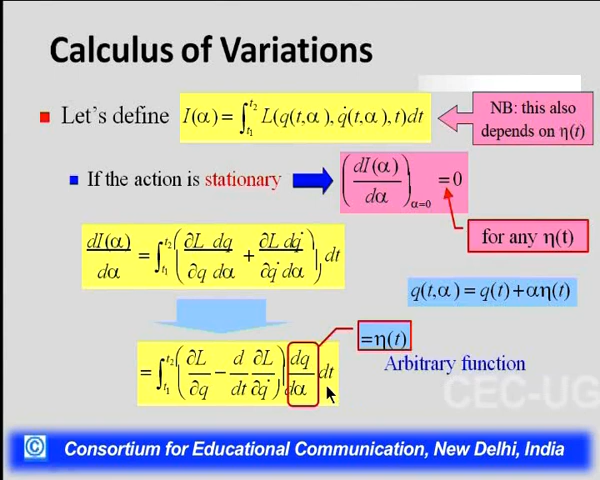 Calculus of Variations
Let's define I(α) = ∫_{t₁}^{t₂} L(q(t,α), q̇(t,α), t)dt
NB: this also
depends on η(t)
If the action is stationary (dI(α)/dα)_{α=0} = 0
for any η(t)
dI(α)/dα = ∫_{t₁}^{t₂} (∂L/∂q dq/dα + ∂L/∂q̇ dq̇/dα) dt
q(t,α) = q(t) + αη(t)
= ∫_{t₁}^{t₂} (∂L/∂q − d/dt ∂L/∂q̇) dq/dα dt
=η(t)
Arbitrary function
CEC-UG
© Consortium for Educational Communication, New Delhi, India